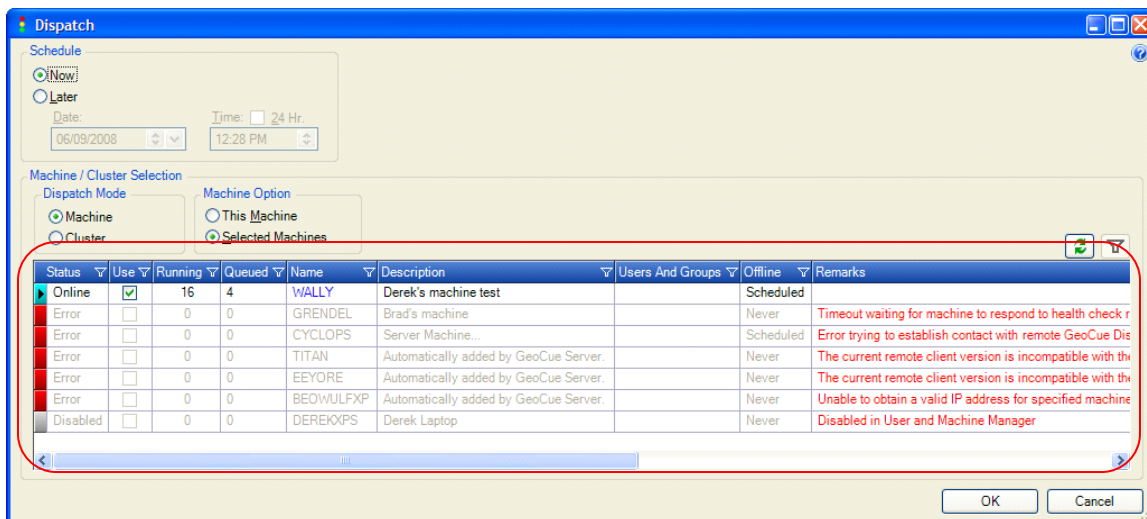 Dispatch
Schedule
Now
Later
Date: Time: 24 Hr.
06/09/2008 12:28 PM
Machine / Cluster Selection
Dispatch Mode Machine Option
Machine This Machine
Cluster Selected Machines
Status Use Running Queued Name Description Users And Groups Offline Remarks
Online 16 4 WALLY Derek's machine test Scheduled
Error 0 0 GRENDEL Brad's machine Never Timeout waiting for machine to respond to health check r
Error 0 0 CYCLOPS Server Machine... Scheduled Error trying to establish contact with remote GeoCue Dis
Error 0 0 TITAN Automatically added by GeoCue Server. Never The current remote client version is incompatible with the
Error 0 0 EEYORE Automatically added by GeoCue Server. Never The current remote client version is incompatible with the
Error 0 0 BEOWULFXP Automatically added by GeoCue Server. Never Unable to obtain a valid IP address for specified machine
Disabled 0 0 DEREKXPS Derek Laptop Never Disabled in User and Machine Manager
OK Cancel